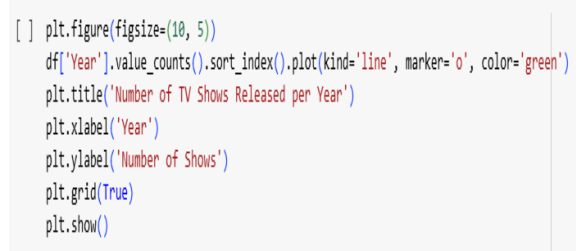 [ ] plt.figure(figsize=(10, 5))
df['Year'].value_counts().sort_index().plot(kind='line', marker='o', color='green')
plt.title('Number of TV Shows Released per Year')
plt.xlabel('Year')
plt.ylabel('Number of Shows')
plt.grid(True)
plt.show()